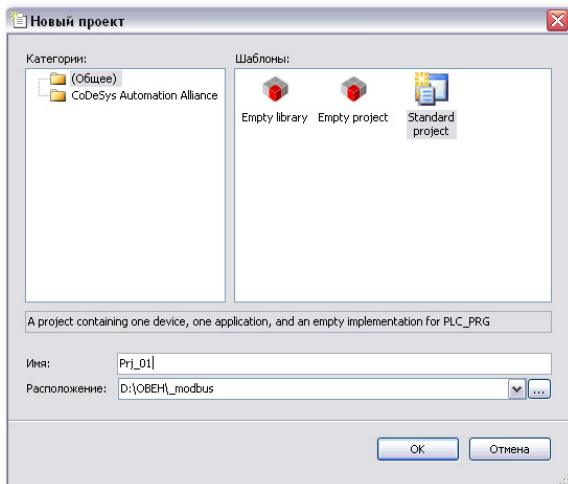 Новый проект
Категории:
Шаблоны:
(Общее)
CoDeSys Automation Alliance
Empty library
Empty project
Standard
project
A project containing one device, one application, and an empty implementation for PLC_PRG
Имя:
Prj_01
Расположение:
D:\OBEH\_modbus
...
OK
Отмена